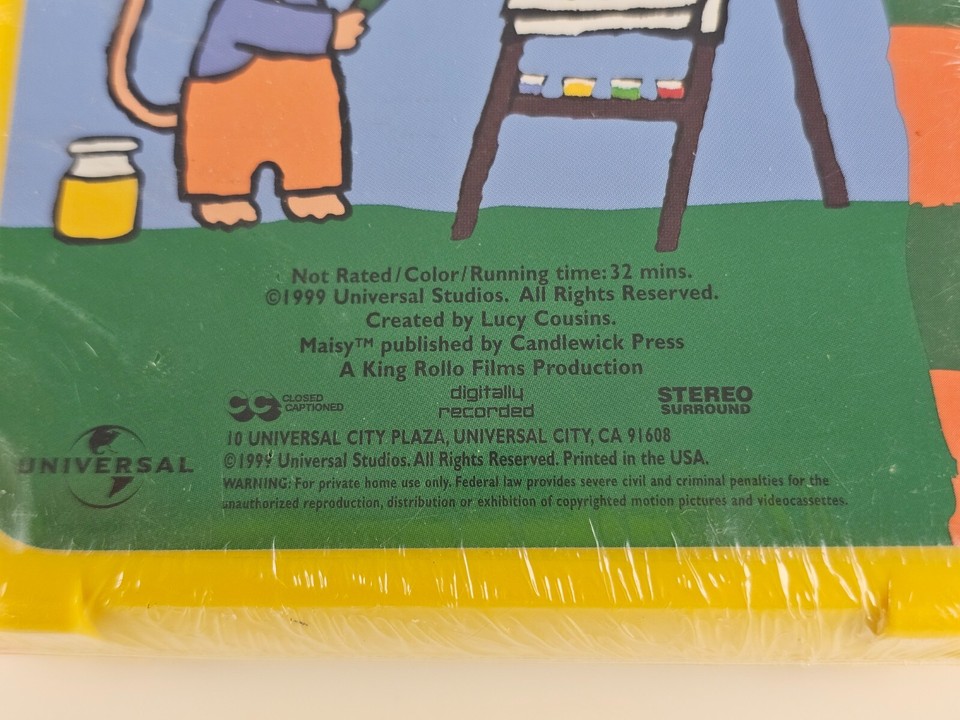 Not Rated/Color/Running time:32 mins.
©1999 Universal Studios. All Rights Reserved.
Created by Lucy Cousins.
Maisy™ published by Candlewick Press
A King Rollo Films Production
CC CLOSED CAPTIONED
digitally recorded
STEREO SURROUND
UNIVERSAL
10 UNIVERSAL CITY PLAZA, UNIVERSAL CITY, CA 91608
©1999 Universal Studios. All Rights Reserved. Printed in the USA.
WARNING: For private home use only. Federal law provides severe civil and criminal penalties for the
unauthorized reproduction, distribution or exhibition of copyrighted motion pictures and videocassettes.